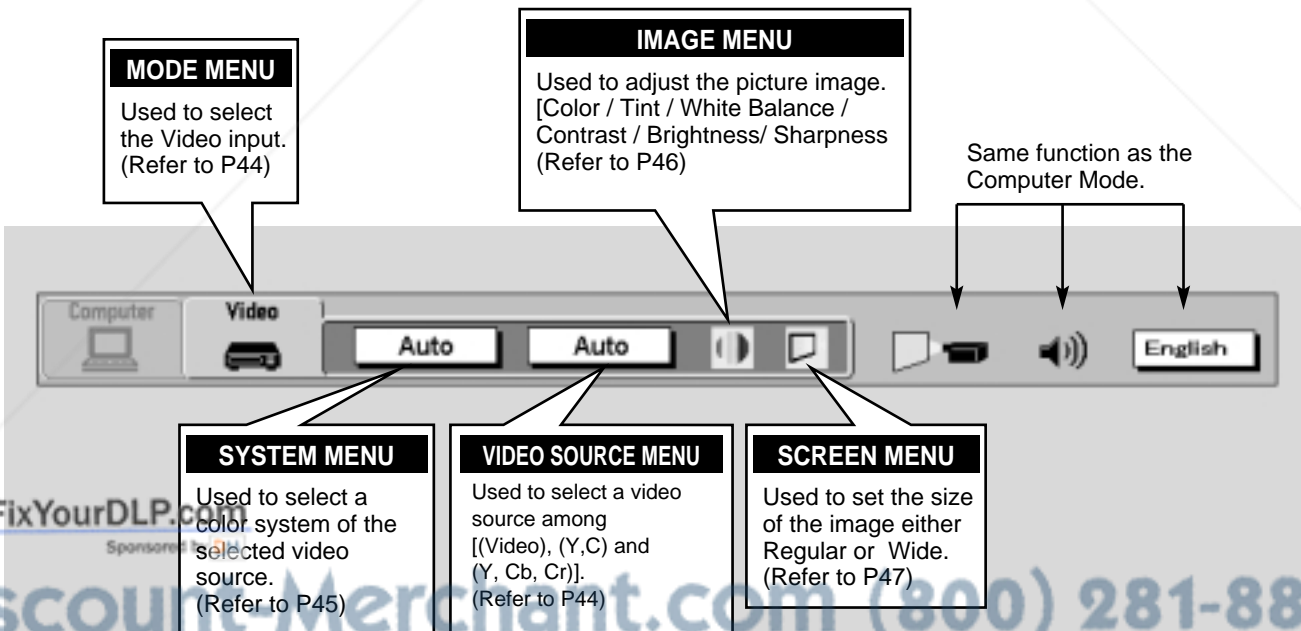 IMAGE MENU
Used to adjust the picture image.
[Color / Tint / White Balance /
Contrast / Brightness/ Sharpness
(Refer to P46)
MODE MENU
Used to select
the Video input.
(Refer to P44)
Same function as the
Computer Mode.
Computer
Video
Auto
Auto
English
SYSTEM MENU
Used to select a
color system of the
selected video
source.
(Refer to P45)
VIDEO SOURCE MENU
Used to select a video
source among
[(Video), (Y,C) and
(Y, Cb, Cr)].
(Refer to P44)
SCREEN MENU
Used to set the size
of the image either
Regular or Wide.
(Refer to P47)
FixYourDLP.com
Sponsored by
scount-Merchant.com (800) 281-88